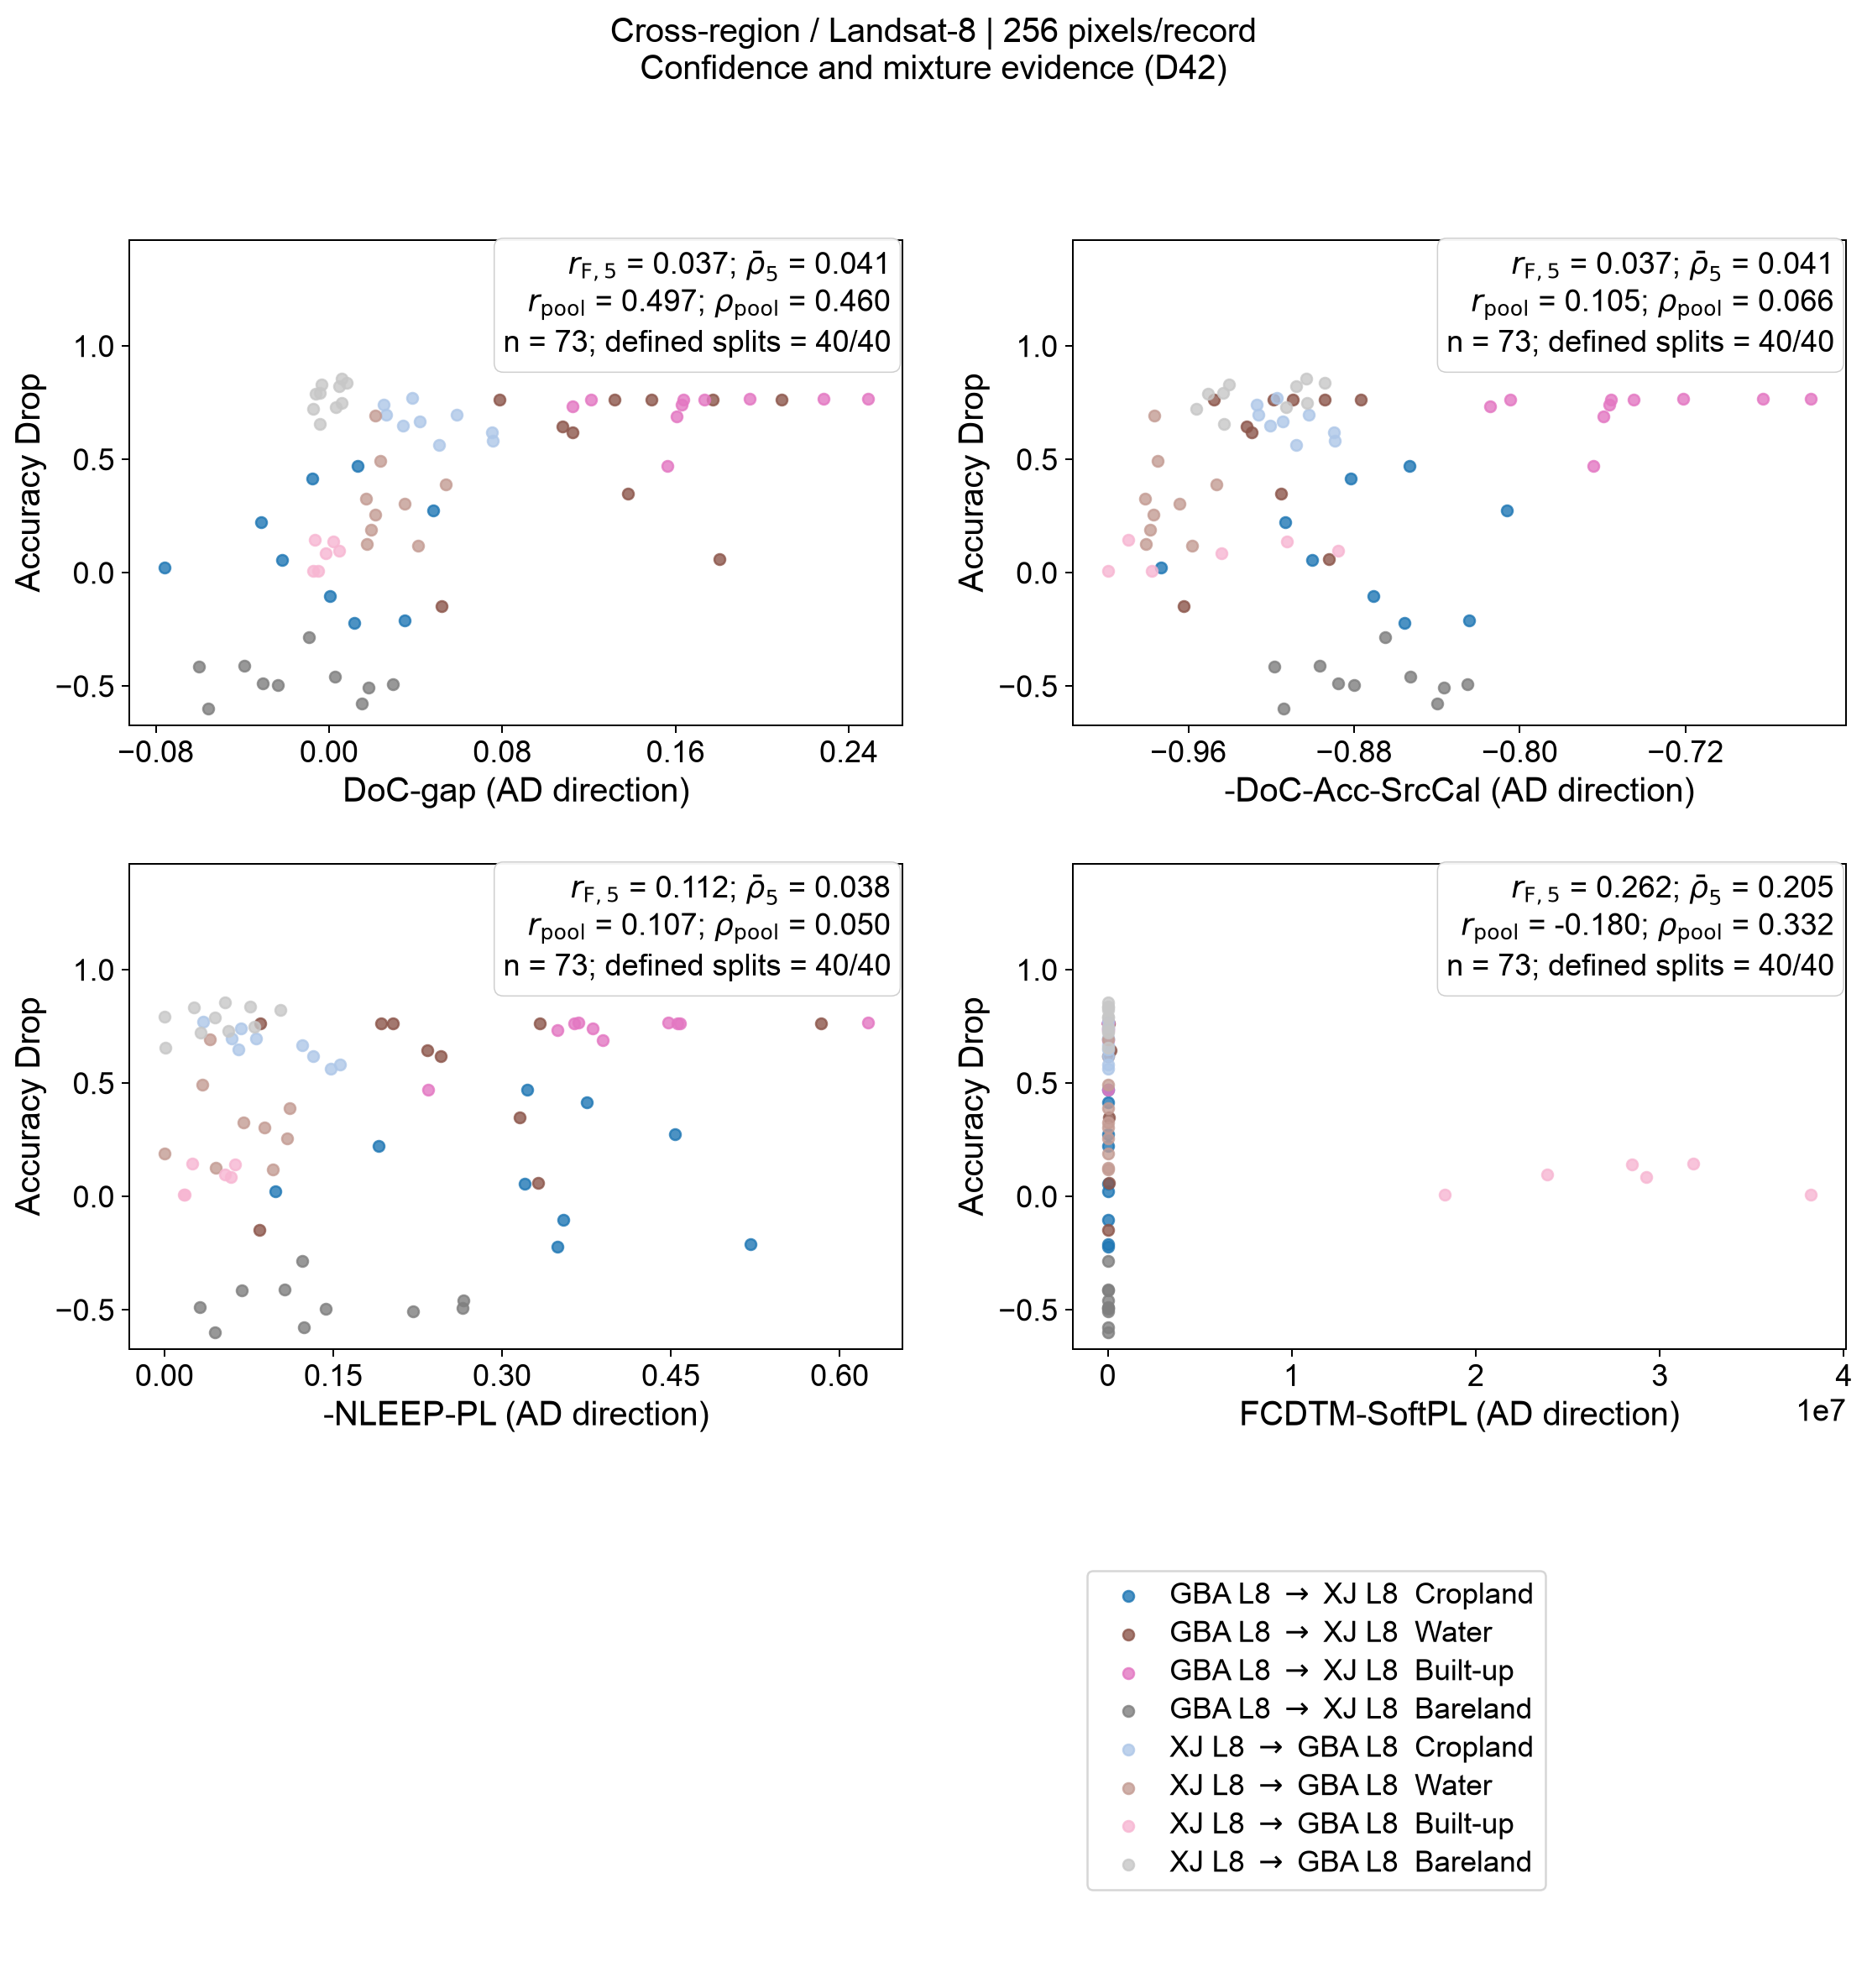 Cross-region / Landsat-8 | 256 pixels/record
Confidence and mixture evidence (D42)
r_F,5 = 0.037; ρ̄_5 = 0.041
r_pool = 0.497; ρ_pool = 0.460
n = 73; defined splits = 40/40
Accuracy Drop
1.0
0.5
0.0
−0.5
−0.08 0.00 0.08 0.16 0.24
DoC-gap (AD direction)
r_F,5 = 0.037; ρ̄_5 = 0.041
r_pool = 0.105; ρ_pool = 0.066
n = 73; defined splits = 40/40
Accuracy Drop
1.0
0.5
0.0
−0.5
−0.96 −0.88 −0.80 −0.72
-DoC-Acc-SrcCal (AD direction)
r_F,5 = 0.112; ρ̄_5 = 0.038
r_pool = 0.107; ρ_pool = 0.050
n = 73; defined splits = 40/40
Accuracy Drop
1.0
0.5
0.0
−0.5
0.00 0.15 0.30 0.45 0.60
-NLEEP-PL (AD direction)
r_F,5 = 0.262; ρ̄_5 = 0.205
r_pool = -0.180; ρ_pool = 0.332
n = 73; defined splits = 40/40
Accuracy Drop
1.0
0.5
0.0
−0.5
0 1 2 3 4
1e7
FCDTM-SoftPL (AD direction)
GBA L8 → XJ L8 Cropland
GBA L8 → XJ L8 Water
GBA L8 → XJ L8 Built-up
GBA L8 → XJ L8 Bareland
XJ L8 → GBA L8 Cropland
XJ L8 → GBA L8 Water
XJ L8 → GBA L8 Built-up
XJ L8 → GBA L8 Bareland